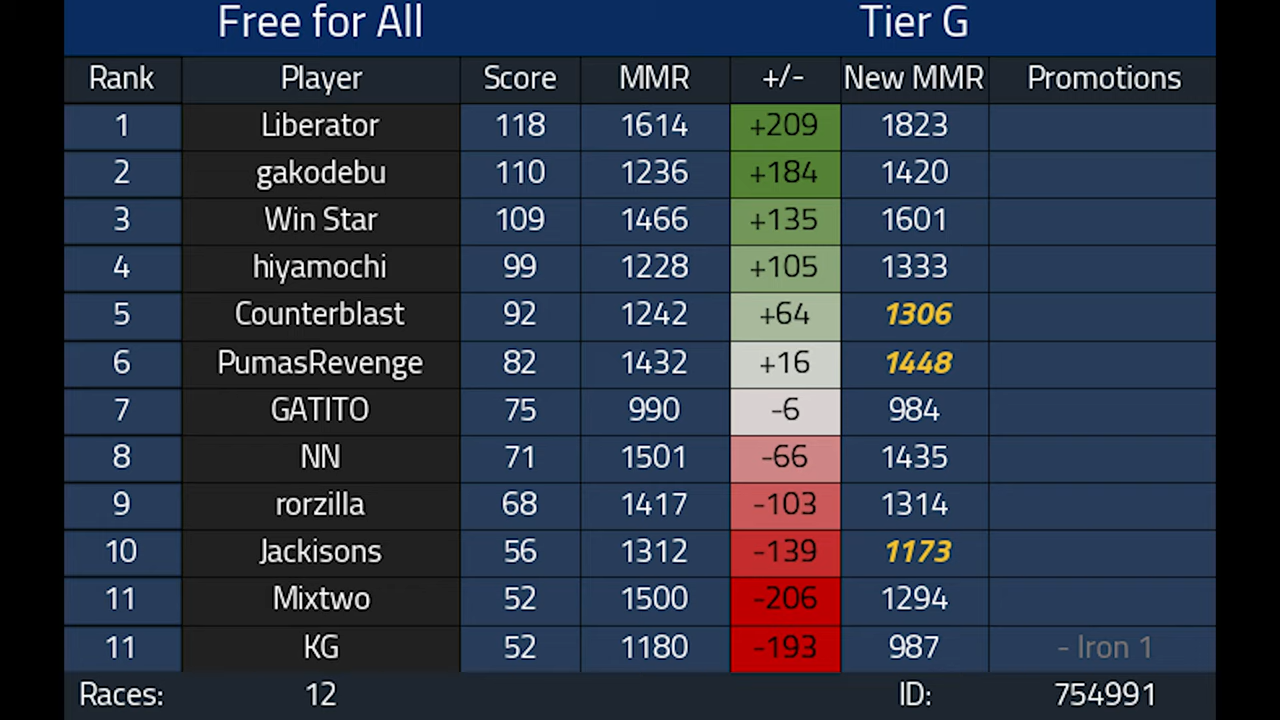 Free for All Tier G
Rank Player Score MMR +/- New MMR Promotions
1 Liberator 118 1614 +209 1823
2 gakodebu 110 1236 +184 1420
3 Win Star 109 1466 +135 1601
4 hiyamochi 99 1228 +105 1333
5 Counterblast 92 1242 +64 1306
6 PumasRevenge 82 1432 +16 1448
7 GATITO 75 990 -6 984
8 NN 71 1501 -66 1435
9 rorzilla 68 1417 -103 1314
10 Jackisons 56 1312 -139 1173
11 Mixtwo 52 1500 -206 1294
11 KG 52 1180 -193 987 - Iron 1
Races: 12 ID: 754991